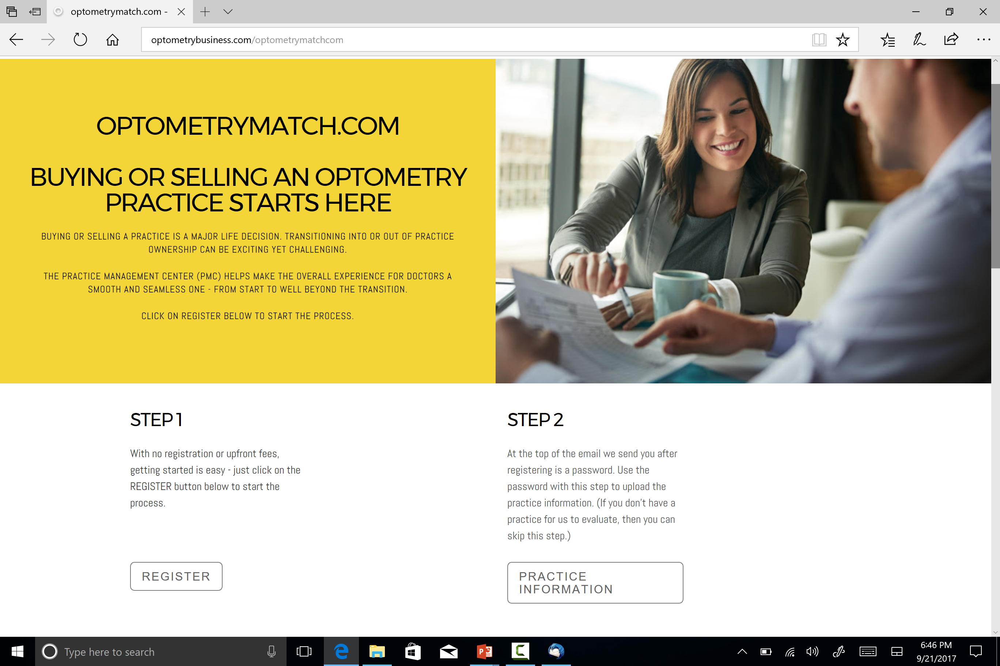 optometrymatch.com -
optometrybusiness.com/optometrymatchcom
OPTOMETRYMATCH.COM
BUYING OR SELLING AN OPTOMETRY
PRACTICE STARTS HERE
BUYING OR SELLING A PRACTICE IS A MAJOR LIFE DECISION. TRANSITIONING INTO OR OUT OF PRACTICE
OWNERSHIP CAN BE EXCITING YET CHALLENGING.
THE PRACTICE MANAGEMENT CENTER (PMC) HELPS MAKE THE OVERALL EXPERIENCE FOR DOCTORS A
SMOOTH AND SEAMLESS ONE - FROM START TO WELL BEYOND THE TRANSITION.
CLICK ON REGISTER BELOW TO START THE PROCESS.
STEP 1
With no registration or upfront fees,
getting started is easy - just click on the
REGISTER button below to start the
process.
REGISTER
STEP 2
At the top of the email we send you after
registering is a password. Use the
password with this step to upload the
practice information. (If you don't have a
practice for us to evaluate, then you can
skip this step.)
PRACTICE
INFORMATION
Type here to search
6:46 PM
9/21/2017